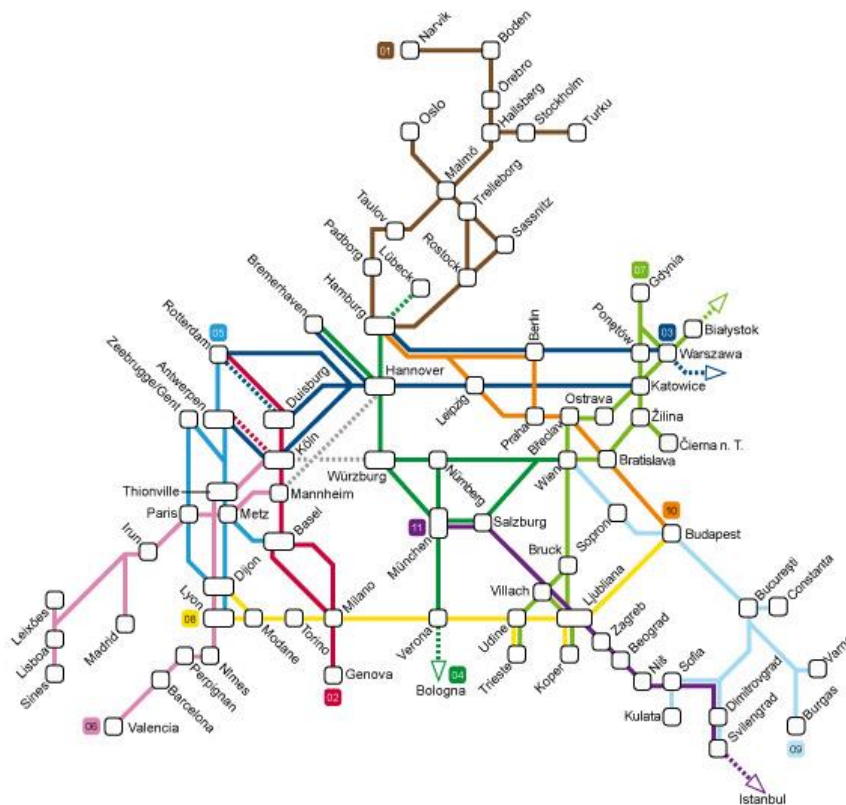 01
Narvik
Boden
Örebro
Hallsberg
Stockholm
Turku
Oslo
Malmö
Trelleborg
Sassnitz
Taulov
Padborg
Rostock
Lübeck
Hamburg
Bremerhaven
07
Gdynia
Ponętów
Białystok
03
Warszawa
Berlin
05
Rotterdam
Zeebrugge/Gent
Antwerpen
Duisburg
Hannover
Leipzig
Katowice
Ostrava
Praha
Břeclav
Žilina
Čierna n. T.
Köln
Würzburg
Nürnberg
Wien
Bratislava
Thionville
Mannheim
Paris
Metz
Basel
11
München
Salzburg
10
Budapest
Sopron
Irun
Bruck
Dijon
Villach
Ljubljana
Bucureşti
Constanta
Leixões
Lisboa
Sines
Madrid
Lyon
08
Modane
Torino
Milano
Verona
Udine
Trieste
Koper
Zagreb
Beograd
Niš
Sofia
Kulata
Dimitrovgrad
Svilengrad
Burgas
09
Nîmes
Perpignan
Barcelona
06
Valencia
Genova
02
Bologna
04
Istanbul